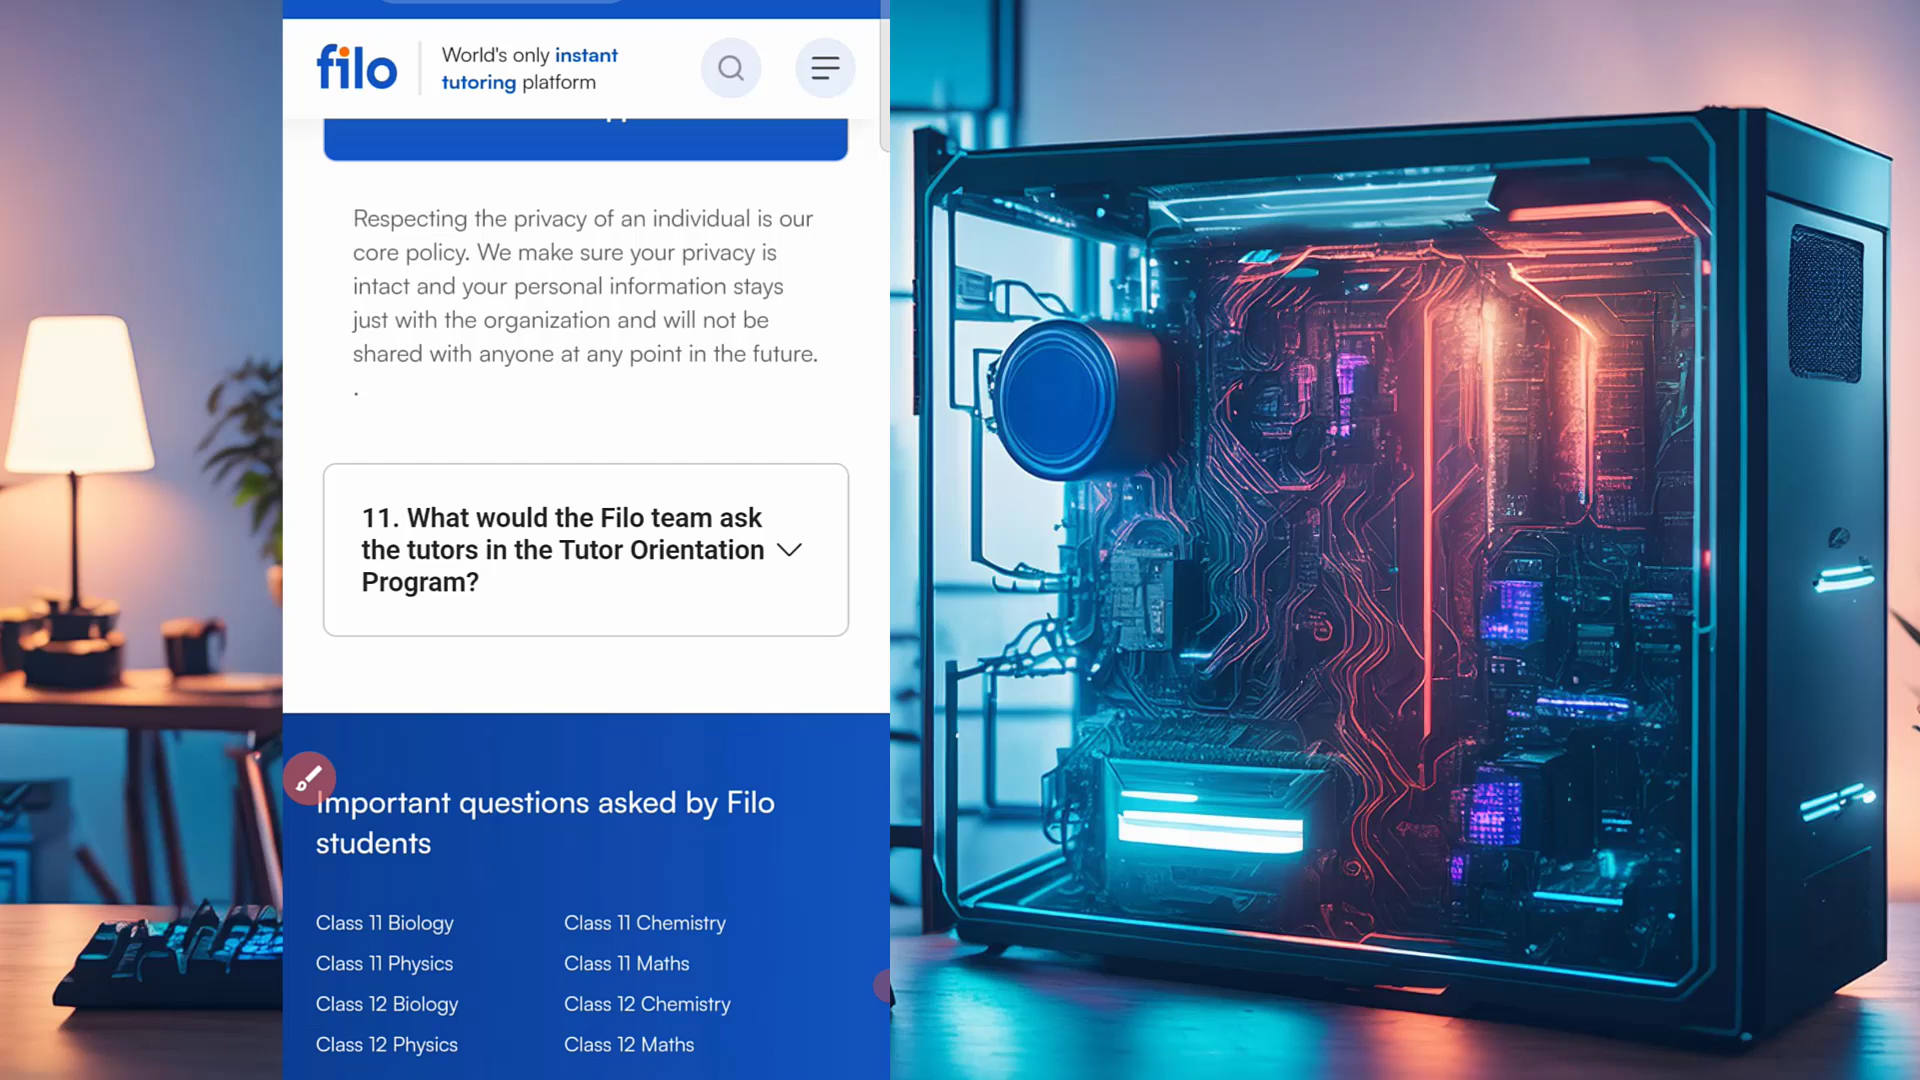 filo
World's only instant
tutoring platform
Respecting the privacy of an individual is our
core policy. We make sure your privacy is
intact and your personal information stays
just with the organization and will not be
shared with anyone at any point in the future.
.
11. What would the Filo team ask
the tutors in the Tutor Orientation
Program?
Important questions asked by Filo
students
Class 11 Biology
Class 11 Chemistry
Class 11 Physics
Class 11 Maths
Class 12 Biology
Class 12 Chemistry
Class 12 Physics
Class 12 Maths